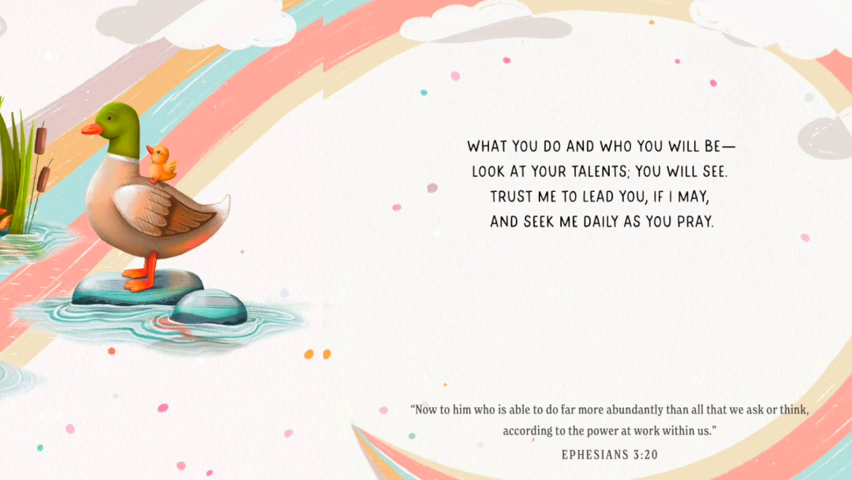 WHAT YOU DO AND WHO YOU WILL BE—
LOOK AT YOUR TALENTS; YOU WILL SEE.
TRUST ME TO LEAD YOU, IF I MAY,
AND SEEK ME DAILY AS YOU PRAY.
“Now to him who is able to do far more abundantly than all that we ask or think,
according to the power at work within us.”
EPHESIANS 3:20